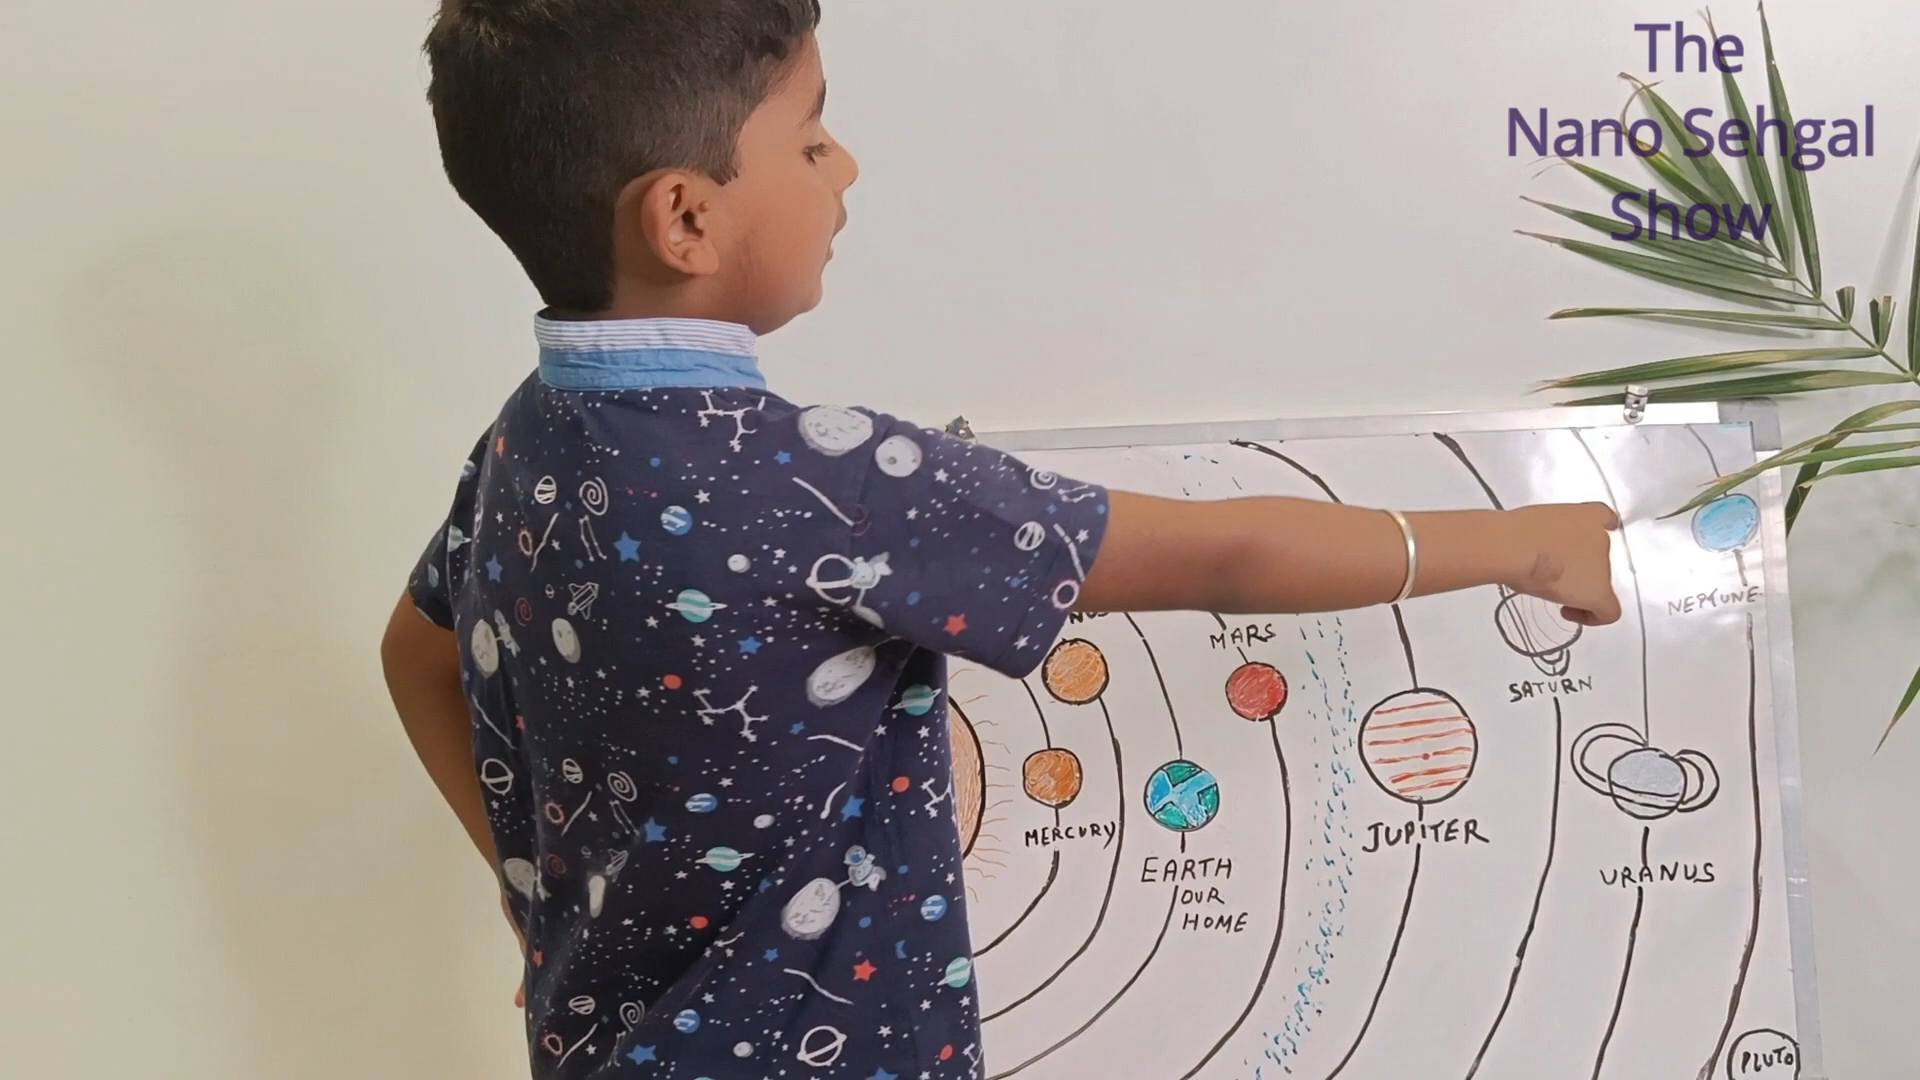 The
Nano Sehgal
Show
NEPTUNE
MARS
SATURN
MERCURY
JUPITER
EARTH
OUR
HOME
URANUS
PLUTO